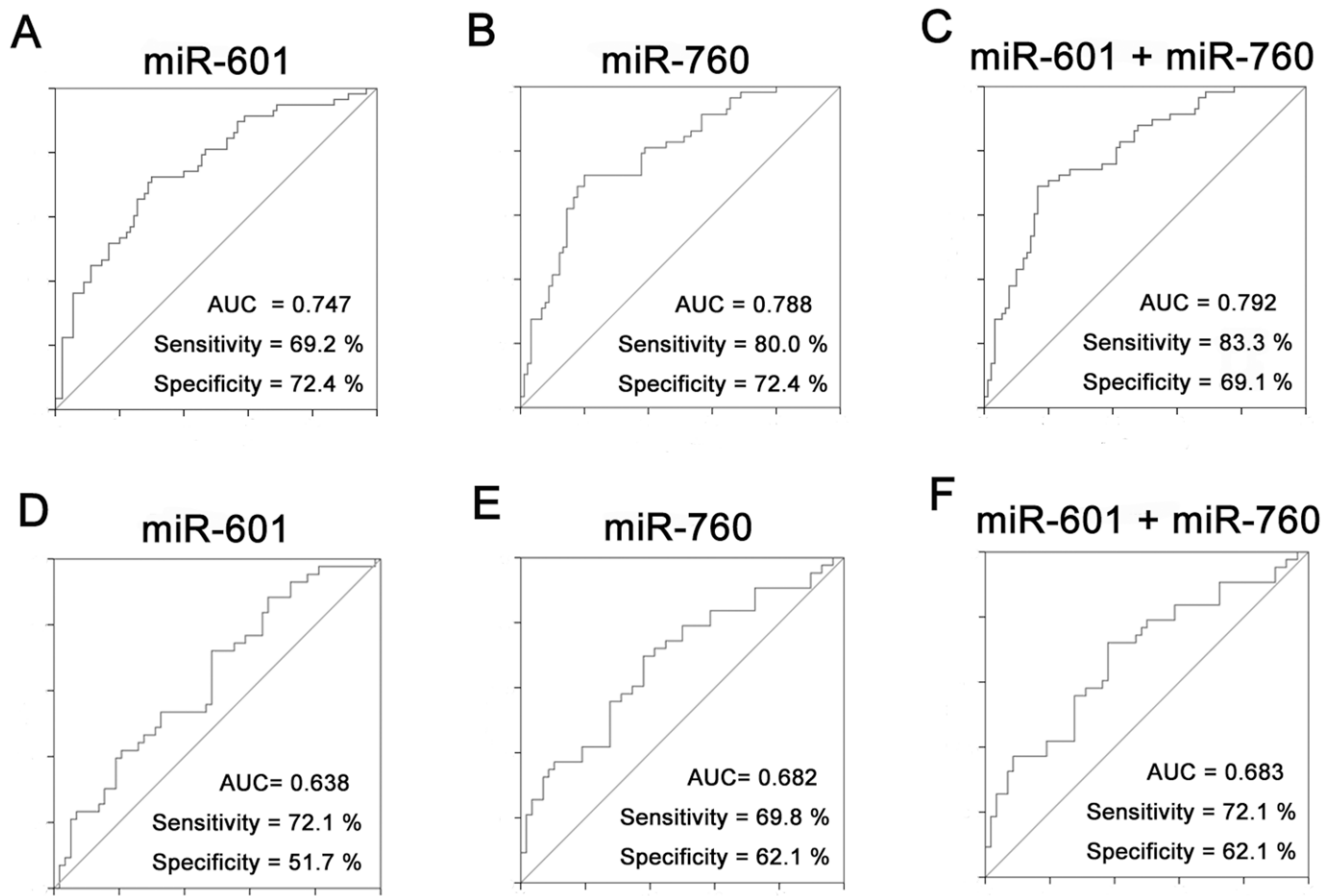 A
miR-601
AUC = 0.747
Sensitivity = 69.2 %
Specificity = 72.4 %
B
miR-760
AUC = 0.788
Sensitivity = 80.0 %
Specificity = 72.4 %
C
miR-601 + miR-760
AUC = 0.792
Sensitivity = 83.3 %
Specificity = 69.1 %
D
miR-601
AUC= 0.638
Sensitivity = 72.1 %
Specificity = 51.7 %
E
miR-760
AUC= 0.682
Sensitivity = 69.8 %
Specificity = 62.1 %
F
miR-601 + miR-760
AUC = 0.683
Sensitivity = 72.1 %
Specificity = 62.1 %